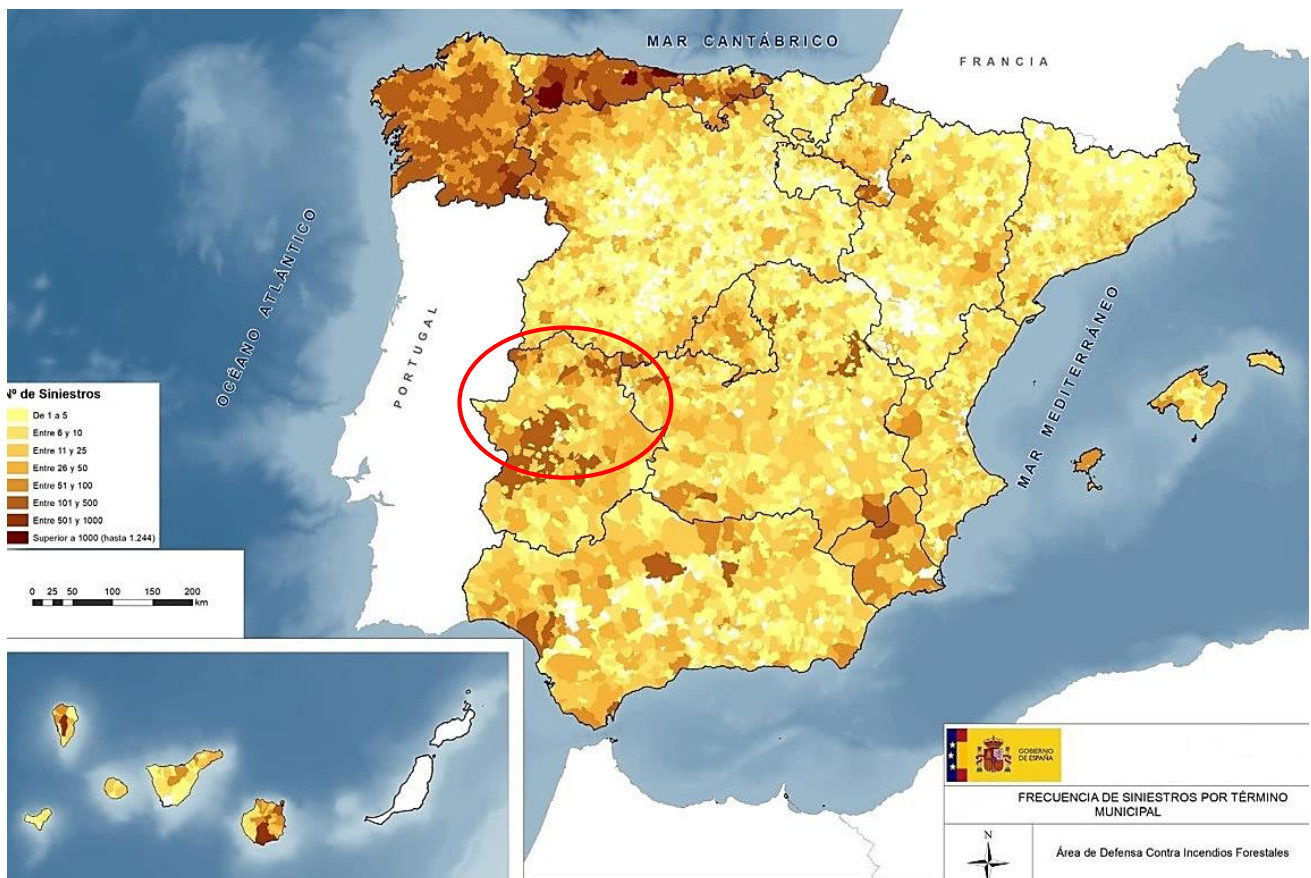 MAR CANTÁBRICO
FRANCIA
OCÉANO ATLÁNTICO
PORTUGAL
MAR MEDITERRÁNEO
Nº de Siniestros
De 1 a 5
Entre 6 y 10
Entre 11 y 25
Entre 26 y 50
Entre 51 y 100
Entre 101 y 500
Entre 501 y 1000
Superior a 1000 (hasta 1.244)
0 25 50 100 150 200
km
GOBIERNO
DE ESPAÑA
FRECUENCIA DE SINIESTROS POR TÉRMINO
MUNICIPAL
N
Área de Defensa Contra Incendios Forestales